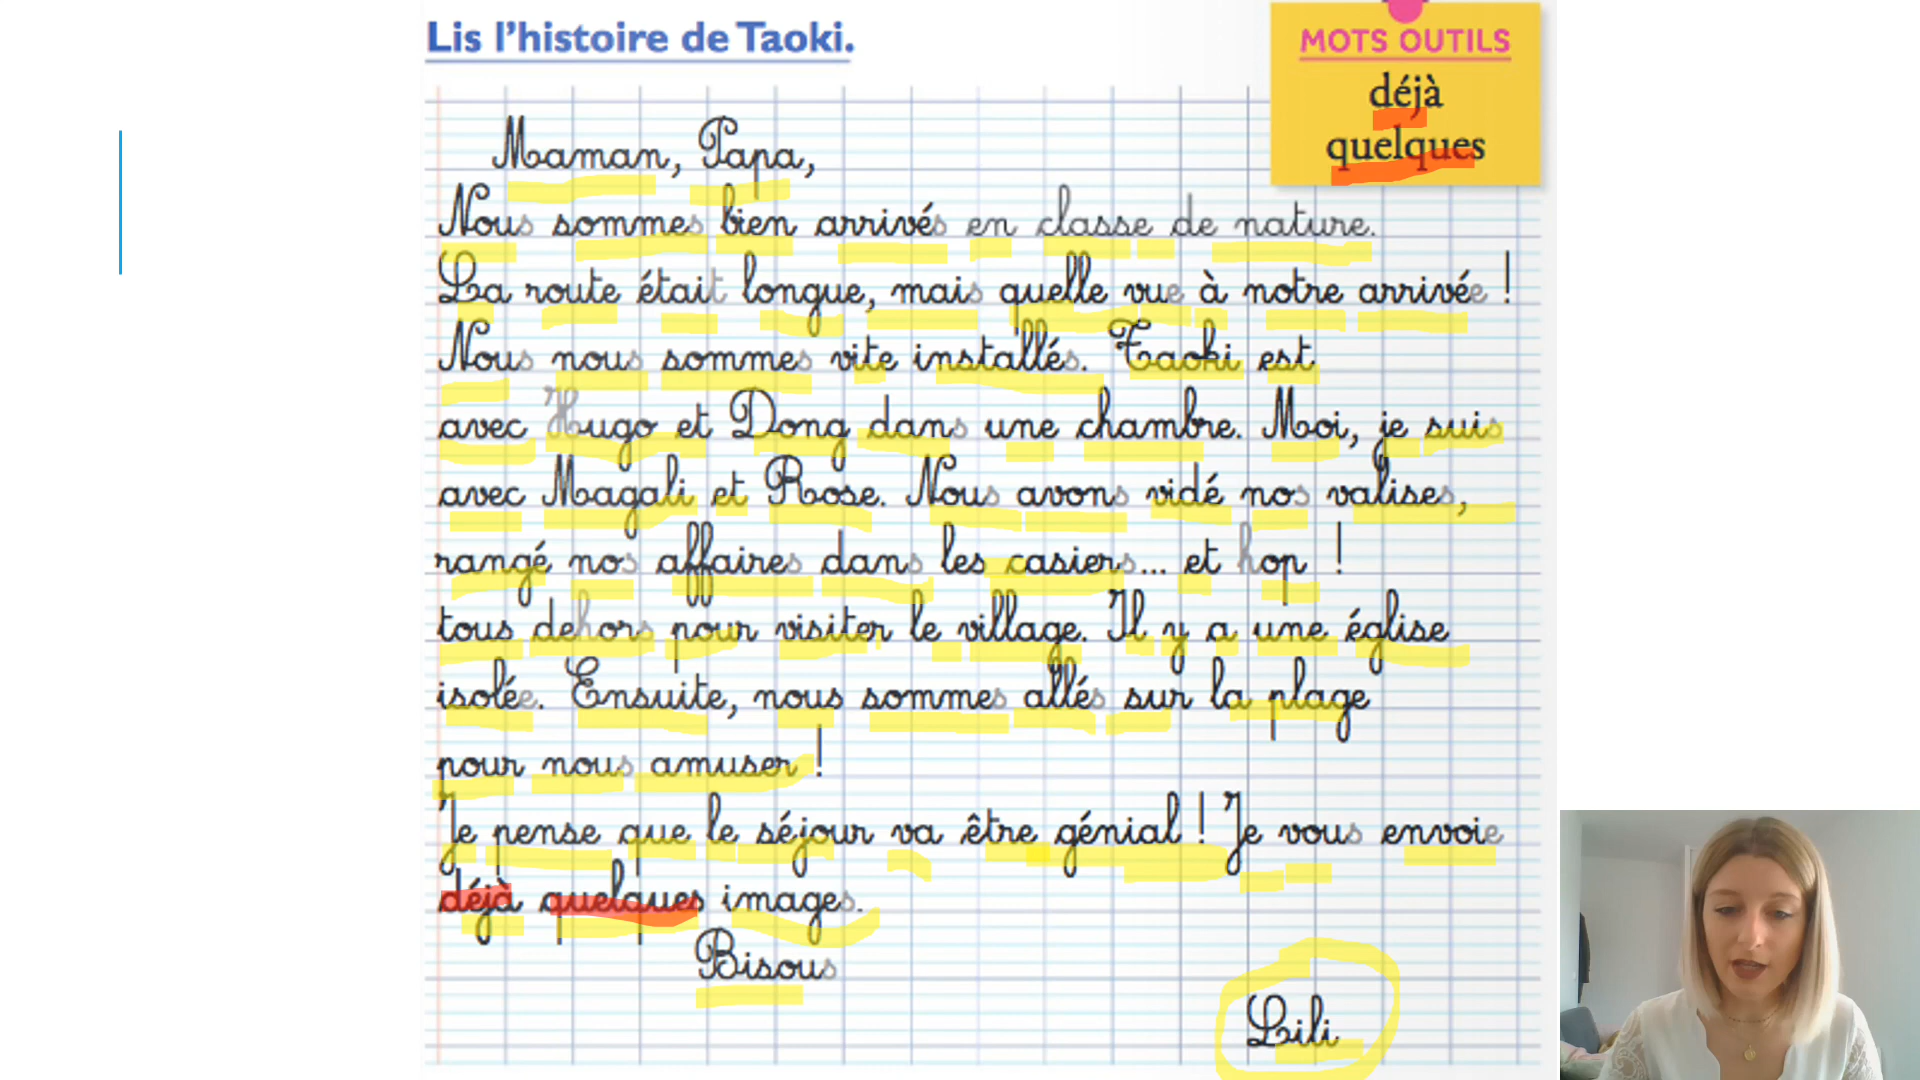 Lis l'histoire de Taoki.
MOTS OUTILS
déjà
quelques
Maman, Papa,
Nous sommes bien arrivés en classe de nature.
La route était longue, mais quelle vue à notre arrivée !
Nous nous sommes vite installés. Taoki est
avec Hugo et Dong dans une chambre. Moi, je suis
avec Magali et Rose. Nous avons vidé nos valises,
rangé nos affaires dans les casiers... et hop !
tous dehors pour visiter le village. Il y a une église
isolée. Ensuite, nous sommes allés sur la plage
pour nous amuser !
Je pense que le séjour va être génial ! Je vous envoie
déjà quelques images.
Bisous
Lili